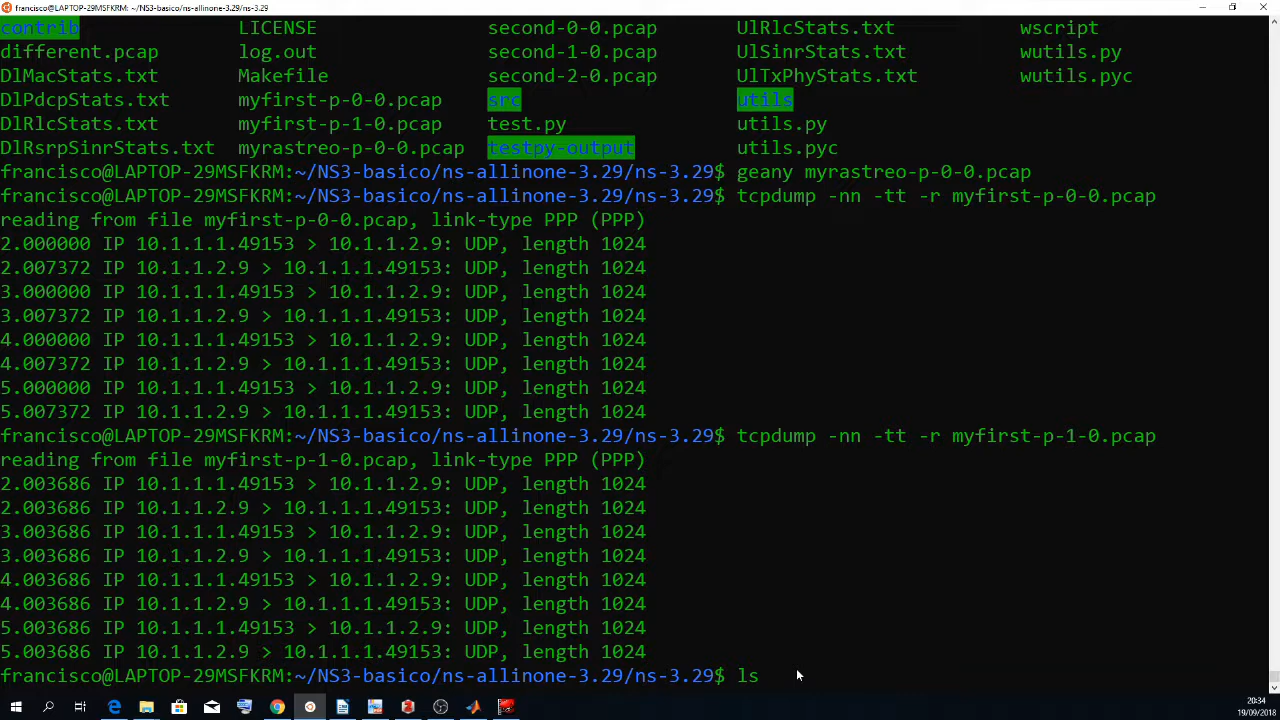 francisco@LAPTOP-29MSFKRM: ~/NS3-basico/ns-allinone-3.29/ns-3.29
contrib LICENSE second-0-0.pcap UlRlcStats.txt wscript
different.pcap log.out second-1-0.pcap UlSinrStats.txt wutils.py
DlMacStats.txt Makefile second-2-0.pcap UlTxPhyStats.txt wutils.pyc
DlPdcpStats.txt myfirst-p-0-0.pcap src utils
DlRlcStats.txt myfirst-p-1-0.pcap test.py utils.py
DlRsrpSinrStats.txt myrastreo-p-0-0.pcap testpy-output utils.pyc
francisco@LAPTOP-29MSFKRM:~/NS3-basico/ns-allinone-3.29/ns-3.29$ geany myrastreo-p-0-0.pcap
francisco@LAPTOP-29MSFKRM:~/NS3-basico/ns-allinone-3.29/ns-3.29$ tcpdump -nn -tt -r myfirst-p-0-0.pcap
reading from file myfirst-p-0-0.pcap, link-type PPP (PPP)
2.000000 IP 10.1.1.1.49153 > 10.1.1.2.9: UDP, length 1024
2.007372 IP 10.1.1.2.9 > 10.1.1.1.49153: UDP, length 1024
3.000000 IP 10.1.1.1.49153 > 10.1.1.2.9: UDP, length 1024
3.007372 IP 10.1.1.2.9 > 10.1.1.1.49153: UDP, length 1024
4.000000 IP 10.1.1.1.49153 > 10.1.1.2.9: UDP, length 1024
4.007372 IP 10.1.1.2.9 > 10.1.1.1.49153: UDP, length 1024
5.000000 IP 10.1.1.1.49153 > 10.1.1.2.9: UDP, length 1024
5.007372 IP 10.1.1.2.9 > 10.1.1.1.49153: UDP, length 1024
francisco@LAPTOP-29MSFKRM:~/NS3-basico/ns-allinone-3.29/ns-3.29$ tcpdump -nn -tt -r myfirst-p-1-0.pcap
reading from file myfirst-p-1-0.pcap, link-type PPP (PPP)
2.003686 IP 10.1.1.1.49153 > 10.1.1.2.9: UDP, length 1024
2.003686 IP 10.1.1.2.9 > 10.1.1.1.49153: UDP, length 1024
3.003686 IP 10.1.1.1.49153 > 10.1.1.2.9: UDP, length 1024
3.003686 IP 10.1.1.2.9 > 10.1.1.1.49153: UDP, length 1024
4.003686 IP 10.1.1.1.49153 > 10.1.1.2.9: UDP, length 1024
4.003686 IP 10.1.1.2.9 > 10.1.1.1.49153: UDP, length 1024
5.003686 IP 10.1.1.1.49153 > 10.1.1.2.9: UDP, length 1024
5.003686 IP 10.1.1.2.9 > 10.1.1.1.49153: UDP, length 1024
francisco@LAPTOP-29MSFKRM:~/NS3-basico/ns-allinone-3.29/ns-3.29$ ls
20:34
19/09/2018